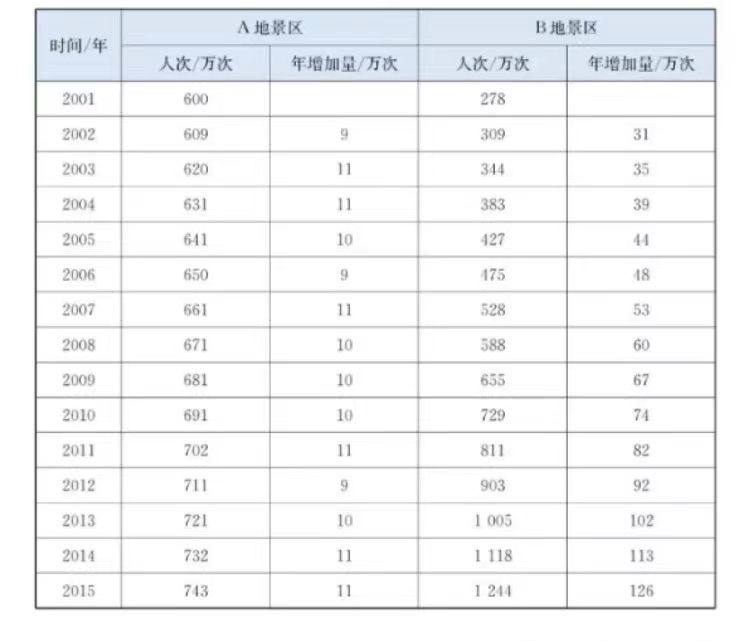 时间/年 A 地景区 B 地景区
人次/万次 年增加量/万次 人次/万次 年增加量/万次
2001 600 278
2002 609 9 309 31
2003 620 11 344 35
2004 631 11 383 39
2005 641 10 427 44
2006 650 9 475 48
2007 661 11 528 53
2008 671 10 588 60
2009 681 10 655 67
2010 691 10 729 74
2011 702 11 811 82
2012 711 9 903 92
2013 721 10 1 005 102
2014 732 11 1 118 113
2015 743 11 1 244 126